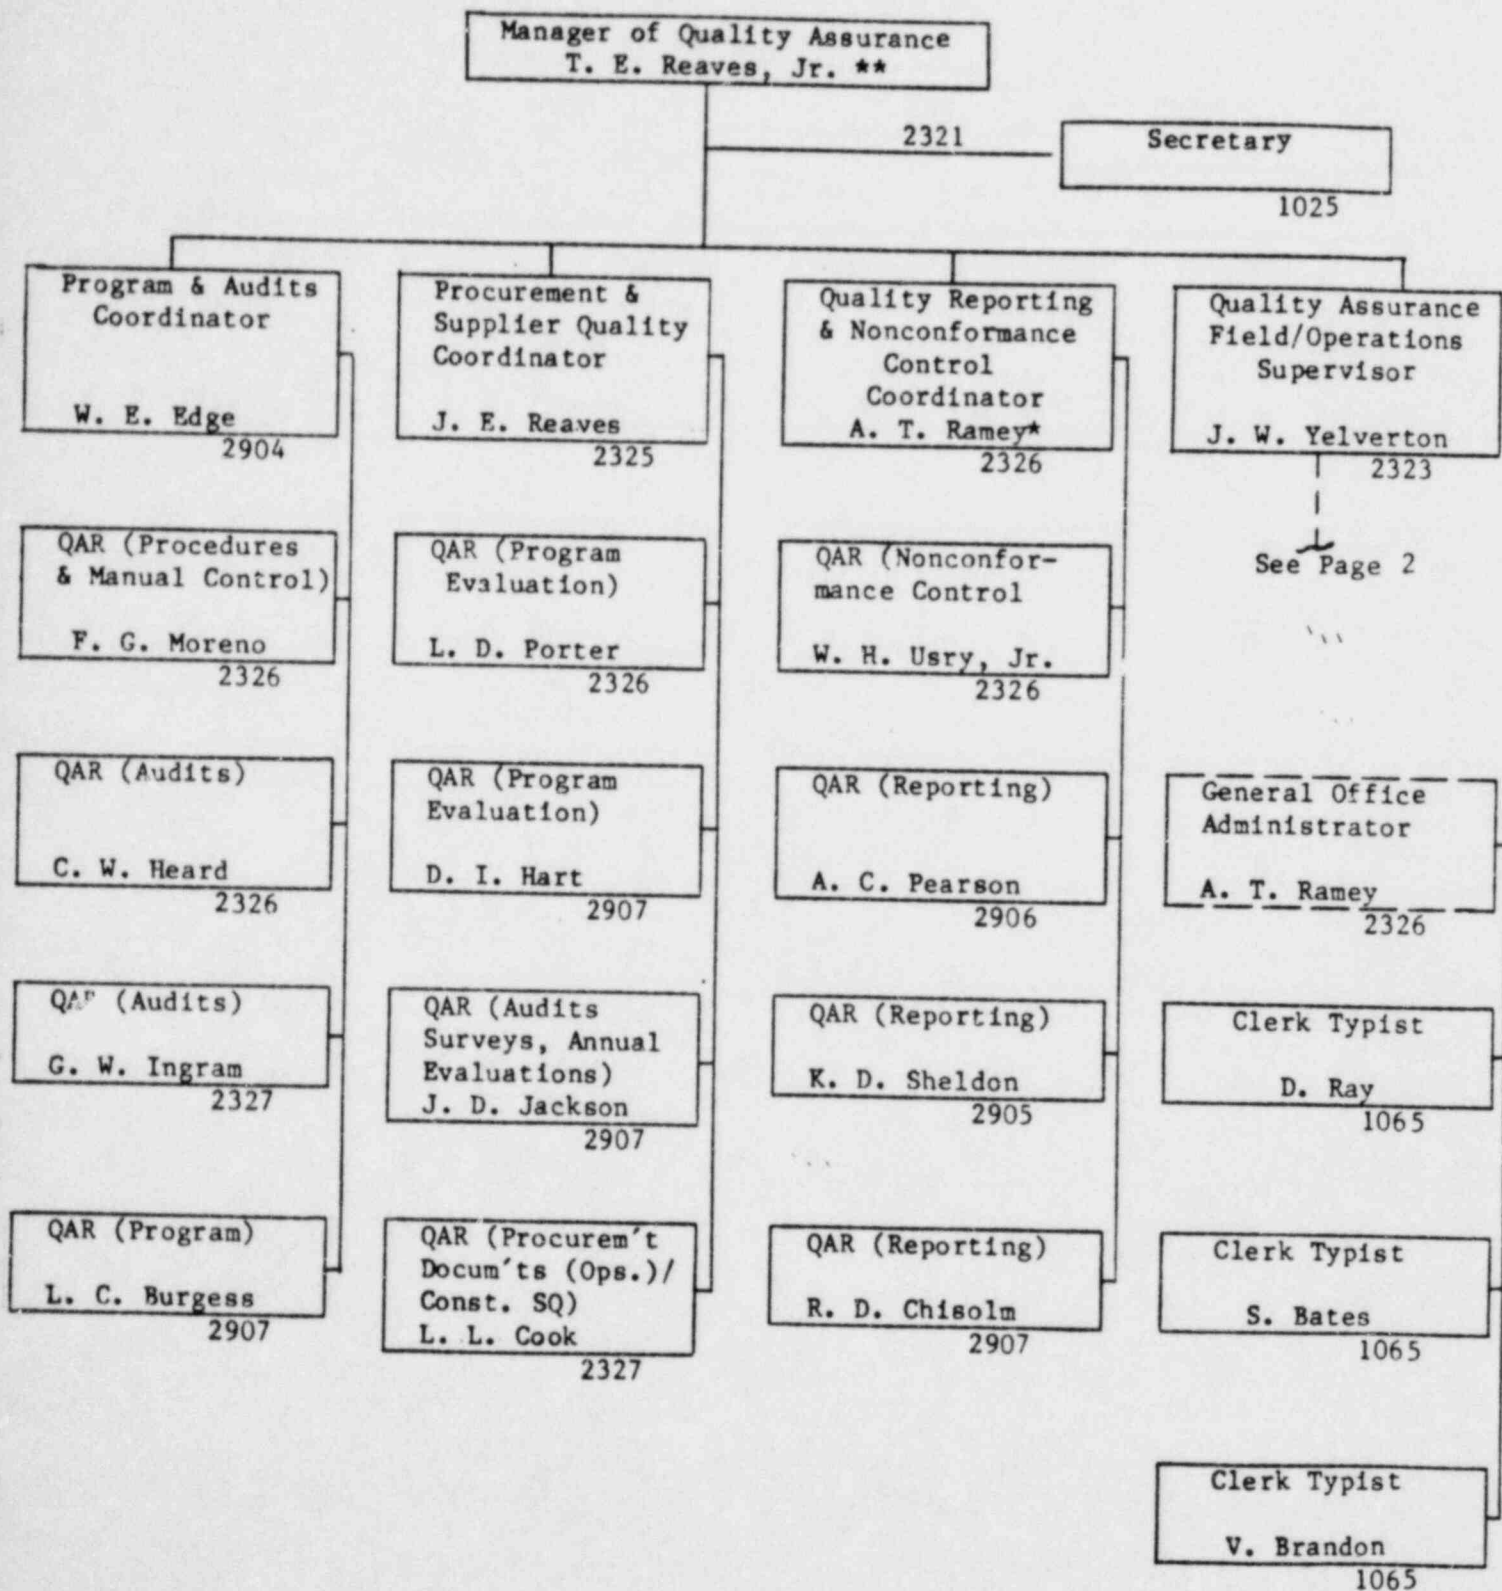 Manager of Quality Assurance
T. E. Reaves, Jr. **
2321
Secretary
1025
Program & Audits
Coordinator
W. E. Edge
2904
QAR (Procedures
& Manual Control)
F. G. Moreno
2326
QAR (Audits)
C. W. Heard
2326
QAR (Audits)
G. W. Ingram
2327
QAR (Program)
L. C. Burgess
2907
Procurement &
Supplier Quality
Coordinator
J. E. Reaves
2325
QAR (Program
Evaluation)
L. D. Porter
2326
QAR (Program
Evaluation)
D. I. Hart
2907
QAR (Audits
Surveys, Annual
Evaluations)
J. D. Jackson
2907
QAR (Procurem't
Docum'ts (Ops.)/
Const. SQ)
L. L. Cook
2327
Quality Reporting
& Nonconformance
Control
Coordinator
A. T. Ramey*
2326
QAR (Nonconfor-
mance Control
W. H. Usry, Jr.
2326
QAR (Reporting)
A. C. Pearson
2906
QAR (Reporting)
K. D. Sheldon
2905
QAR (Reporting)
R. D. Chisolm
2907
Quality Assurance
Field/Operations
Supervisor
J. W. Yelverton
2323
See Page 2
General Office
Administrator
A. T. Ramey
2326
Clerk Typist
D. Ray
1065
Clerk Typist
S. Bates
1065
Clerk Typist
V. Brandon
1065